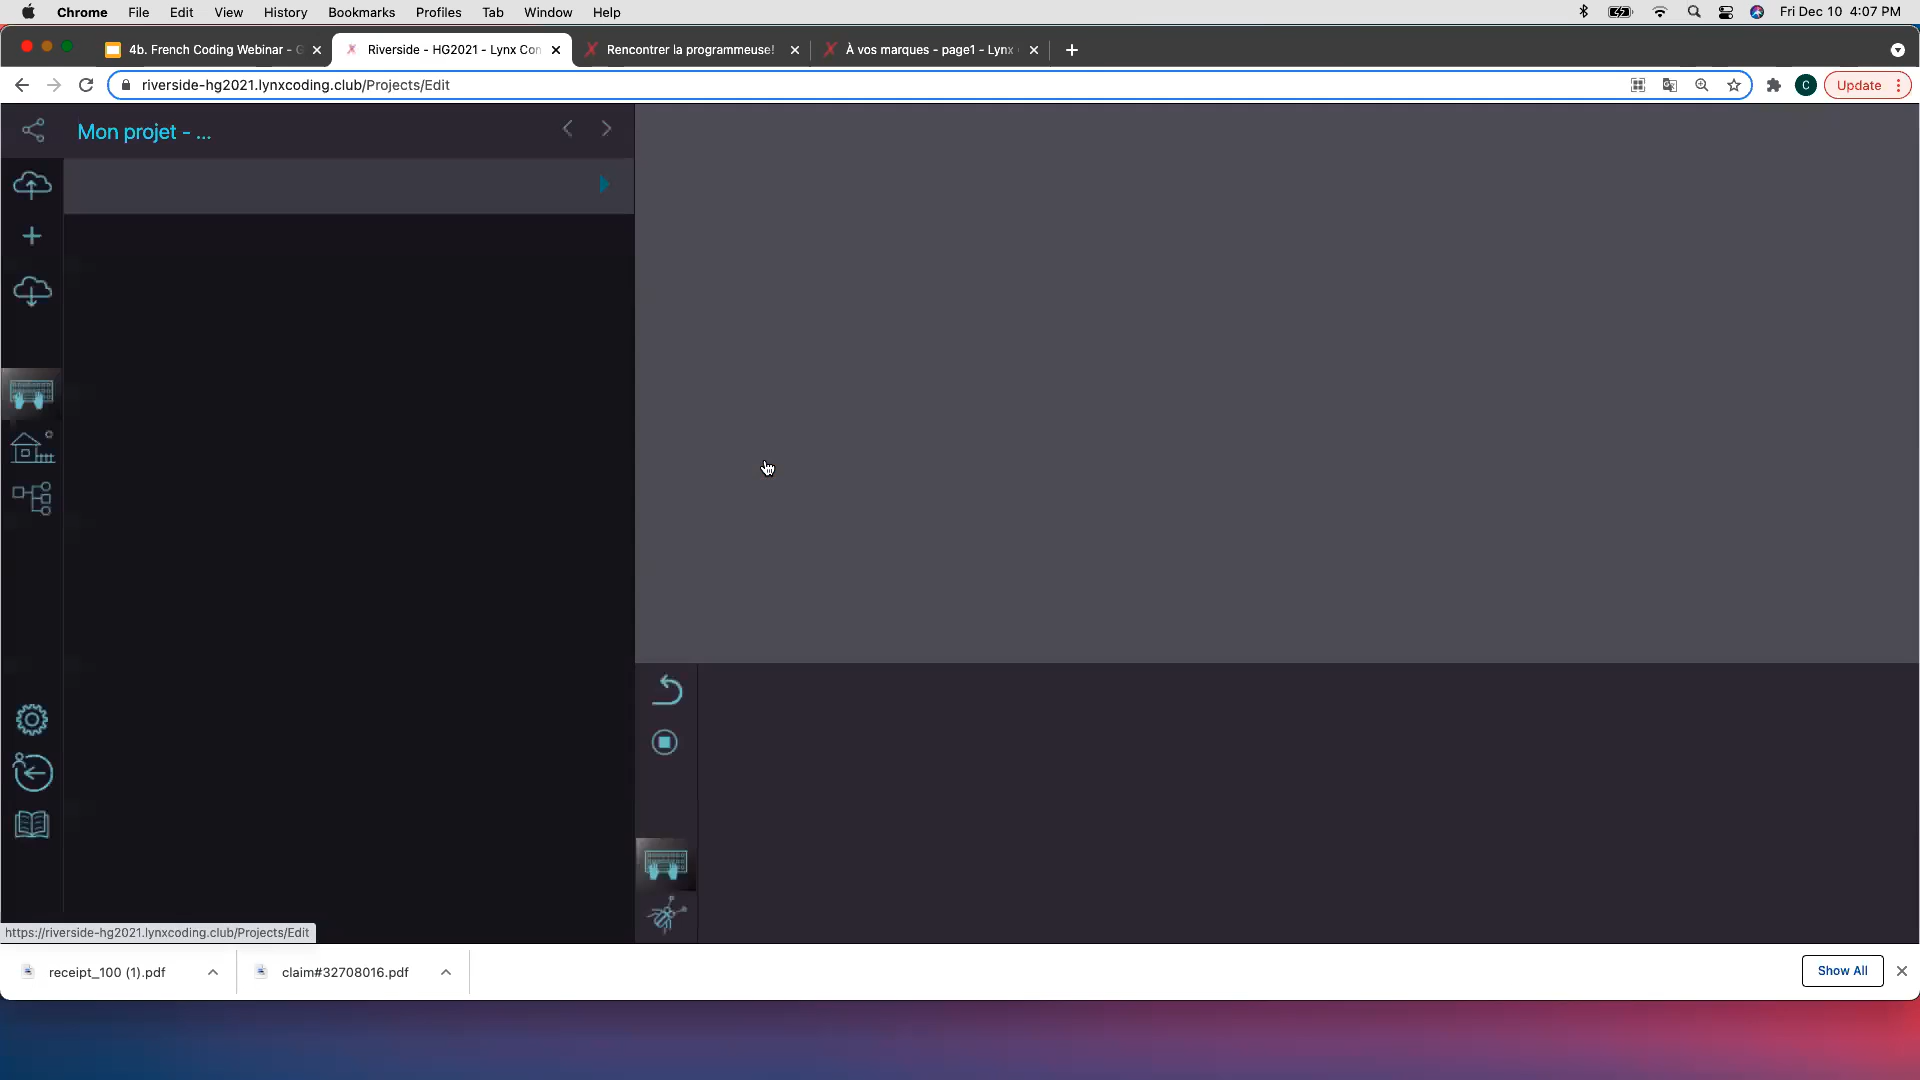 Chrome File Edit View History Bookmarks Profiles Tab Window Help Fri Dec 10 4:07 PM
4b. French Coding Webinar - G Riverside - HG2021 - Lynx Con Rencontrer la programmeuse! À vos marques - page1 - Lynx
riverside-hg2021.lynxcoding.club/Projects/Edit C Update
Mon projet - ...
https://riverside-hg2021.lynxcoding.club/Projects/Edit
receipt_100 (1).pdf claim#32708016.pdf Show All